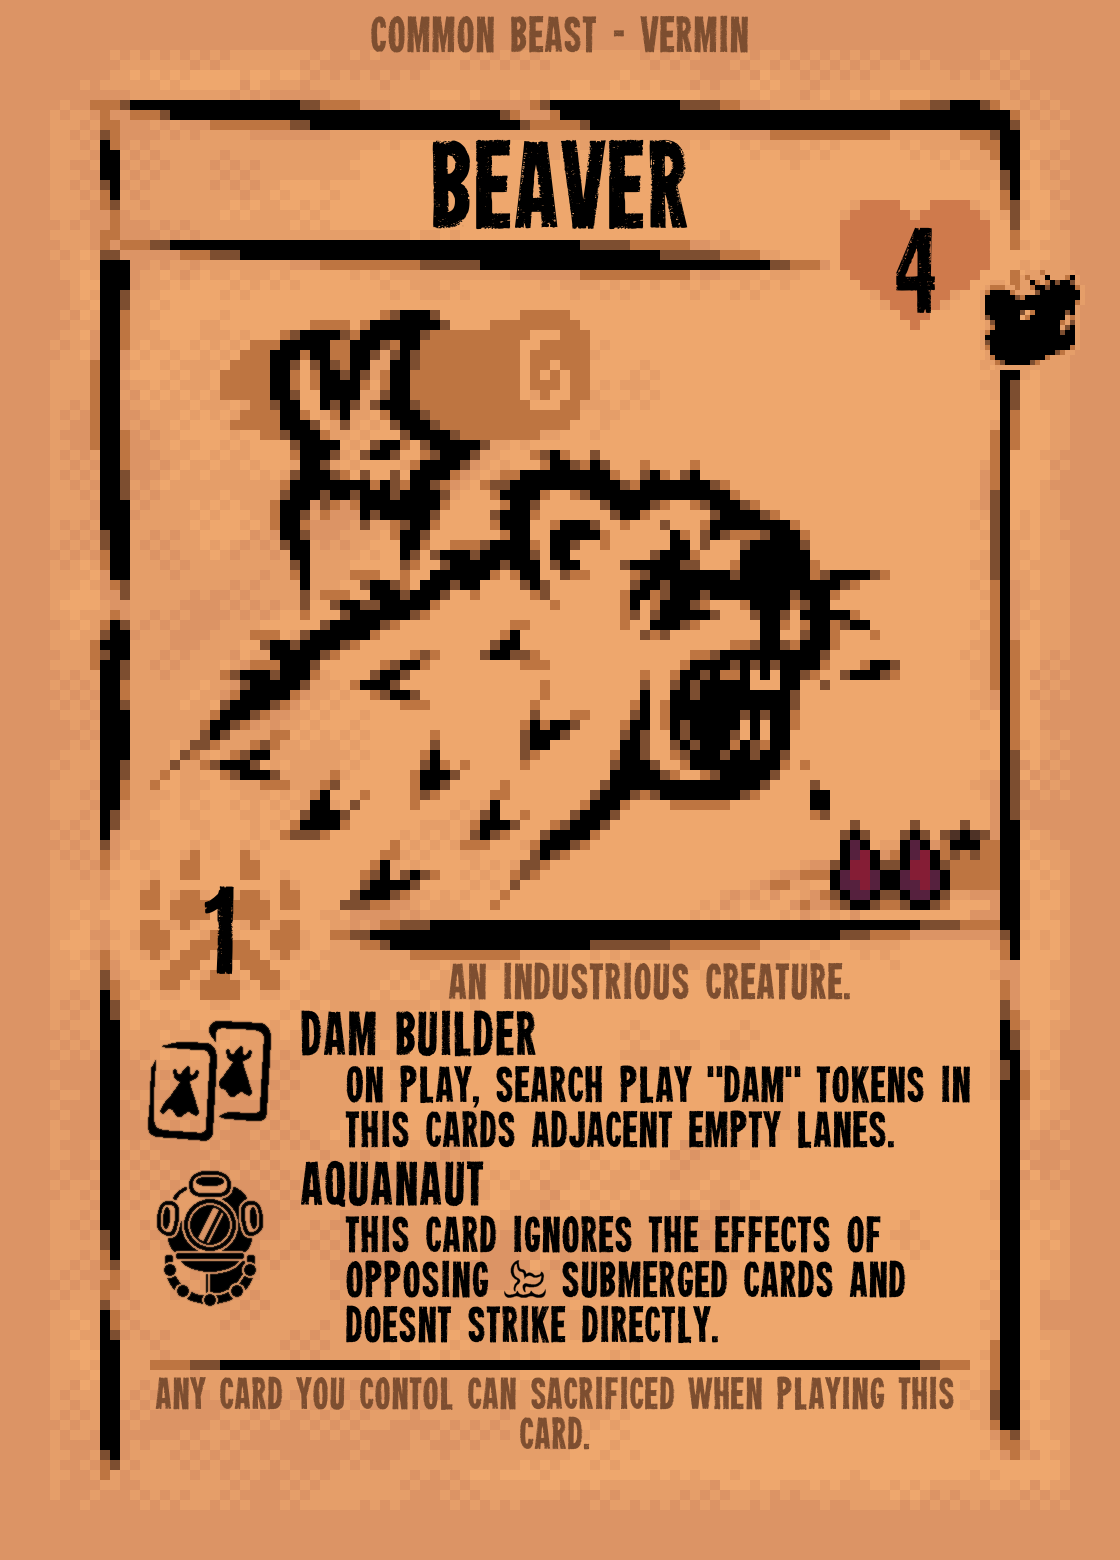 COMMON BEAST - VERMIN
BEAVER
4
1
AN INDUSTRIOUS CREATURE.
DAM BUILDER
ON PLAY, SEARCH PLAY "DAM" TOKENS IN
THIS CARDS ADJACENT EMPTY LANES.
AQUANAUT
THIS CARD IGNORES THE EFFECTS OF
OPPOSING SUBMERGED CARDS AND
DOESNT STRIKE DIRECTLY.
ANY CARD YOU CONTOL CAN SACRIFICED WHEN PLAYING THIS
CARD.